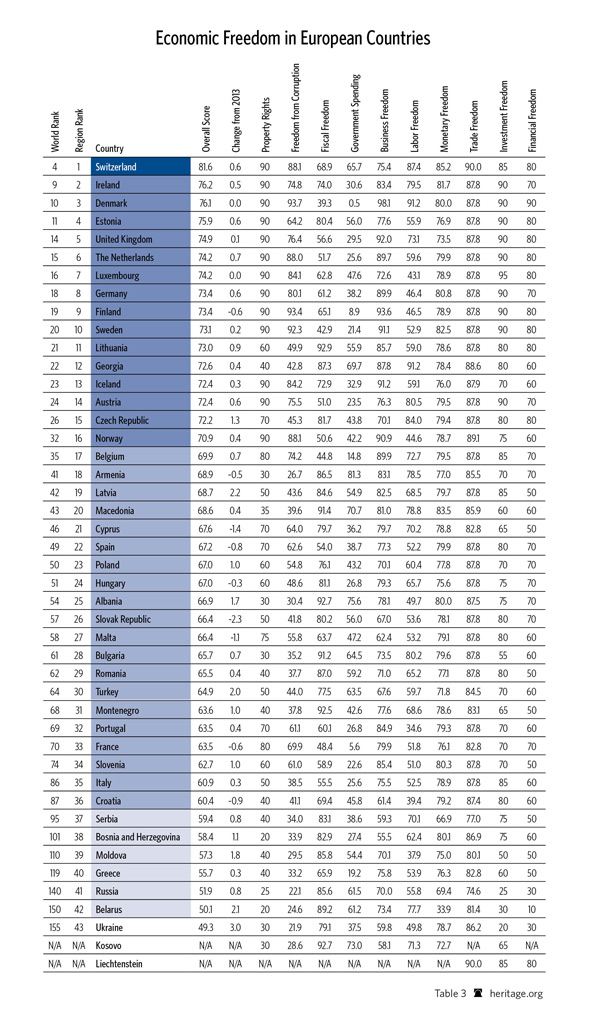 Economic Freedom in European Countries
World Rank Region Rank Country Overall Score Change from 2013 Property Rights Freedom from Corruption Fiscal Freedom Government Spending Business Freedom Labor Freedom Monetary Freedom Trade Freedom Investment Freedom Financial Freedom
4 1 Switzerland 81.6 0.6 90 88.1 68.9 65.7 75.4 87.4 85.2 90.0 85 80
9 2 Ireland 76.2 0.5 90 74.8 74.0 30.6 83.4 79.5 81.7 87.8 90 70
10 3 Denmark 76.1 0.0 90 93.7 39.3 0.5 98.1 91.2 80.0 87.8 90 90
11 4 Estonia 75.9 0.6 90 64.2 80.4 56.0 77.6 55.9 76.9 87.8 90 80
14 5 United Kingdom 74.9 0.1 90 76.4 56.6 29.5 92.0 73.1 73.5 87.8 90 80
15 6 The Netherlands 74.2 0.7 90 88.0 51.7 25.6 89.7 59.6 79.9 87.8 90 80
16 7 Luxembourg 74.2 0.0 90 84.1 62.8 47.6 72.6 43.1 78.9 87.8 95 80
18 8 Germany 73.4 0.6 90 80.1 61.2 38.2 89.9 46.4 80.8 87.8 90 70
19 9 Finland 73.4 -0.6 90 93.4 65.1 8.9 93.6 46.5 78.9 87.8 90 80
20 10 Sweden 73.1 0.2 90 92.3 42.9 21.4 91.1 52.9 82.5 87.8 90 80
21 11 Lithuania 73.0 0.9 60 49.9 92.9 55.9 85.7 59.0 78.6 87.8 80 80
22 12 Georgia 72.6 0.4 40 42.8 87.3 69.7 87.8 91.2 78.4 88.6 80 60
23 13 Iceland 72.4 0.3 90 84.2 72.9 32.9 91.2 59.1 76.0 87.9 70 60
24 14 Austria 72.4 0.6 90 75.5 51.0 23.5 76.3 80.5 79.5 87.8 90 70
26 15 Czech Republic 72.2 1.3 70 45.3 81.7 43.8 70.1 84.0 79.4 87.8 80 80
32 16 Norway 70.9 0.4 90 88.1 50.6 42.2 90.9 44.6 78.7 89.1 75 60
35 17 Belgium 69.9 0.7 80 74.2 44.8 14.8 89.9 72.7 79.5 87.8 85 70
41 18 Armenia 68.9 -0.5 30 26.7 86.5 81.3 83.1 78.5 77.0 85.5 70 70
42 19 Latvia 68.7 2.2 50 43.6 84.6 54.9 82.5 68.5 79.7 87.8 85 50
43 20 Macedonia 68.6 0.4 35 39.6 91.4 70.7 81.0 78.8 83.5 85.9 60 60
46 21 Cyprus 67.6 -1.4 70 64.0 79.7 36.2 79.7 70.2 78.8 82.8 65 50
49 22 Spain 67.2 -0.8 70 62.6 54.0 38.7 77.3 52.2 79.9 87.8 80 70
50 23 Poland 67.0 1.0 60 54.8 76.1 43.2 70.1 60.4 77.8 87.8 70 70
51 24 Hungary 67.0 -0.3 60 48.6 81.1 26.8 79.3 65.7 75.6 87.8 75 70
54 25 Albania 66.9 1.7 30 30.4 92.7 75.6 78.1 49.7 80.0 87.5 75 70
57 26 Slovak Republic 66.4 -2.3 50 41.8 80.2 56.0 67.0 53.6 78.1 87.8 80 70
58 27 Malta 66.4 -1.1 75 55.8 63.7 47.2 62.4 53.2 79.1 87.8 80 60
61 28 Bulgaria 65.7 0.7 30 35.2 91.2 64.5 73.5 80.2 79.6 87.8 55 60
62 29 Romania 65.5 0.4 40 37.7 87.0 59.2 71.0 65.2 77.1 87.8 80 50
64 30 Turkey 64.9 2.0 50 44.0 77.5 63.5 67.6 59.7 71.8 84.5 70 60
68 31 Montenegro 63.6 1.0 40 37.8 92.5 42.6 77.6 68.6 78.6 83.1 65 50
69 32 Portugal 63.5 0.4 70 61.1 60.1 26.8 84.9 34.6 79.3 87.8 70 60
70 33 France 63.5 -0.6 80 69.9 48.4 5.6 79.9 51.8 76.1 82.8 70 70
74 34 Slovenia 62.7 1.0 60 61.0 58.9 22.6 85.4 51.0 80.3 87.8 70 50
86 35 Italy 60.9 0.3 50 38.5 55.5 25.6 75.5 52.5 78.9 87.8 85 60
87 36 Croatia 60.4 -0.9 40 41.1 69.4 45.8 61.4 39.4 79.2 87.4 80 60
95 37 Serbia 59.4 0.8 40 34.0 83.1 38.6 59.3 70.1 66.9 77.0 75 50
101 38 Bosnia and Herzegovina 58.4 1.1 20 33.9 82.9 27.4 55.5 62.4 80.1 86.9 75 60
110 39 Moldova 57.3 1.8 40 29.5 85.8 54.4 70.1 37.9 75.0 80.1 50 50
119 40 Greece 55.7 0.3 40 33.2 65.9 19.2 75.8 53.9 76.3 82.8 60 50
140 41 Russia 51.9 0.8 25 22.1 85.6 61.5 70.0 55.8 69.4 74.6 25 30
150 42 Belarus 50.1 2.1 20 24.6 89.2 61.2 73.4 77.7 33.9 81.4 30 10
155 43 Ukraine 49.3 3.0 30 21.9 79.1 37.5 59.8 49.8 78.7 86.2 20 30
N/A N/A Kosovo N/A N/A 30 28.6 92.7 73.0 58.1 71.3 72.7 N/A 65 N/A
N/A N/A Liechtenstein N/A N/A N/A N/A N/A N/A N/A N/A N/A 90.0 85 80
Table 3 heritage.org